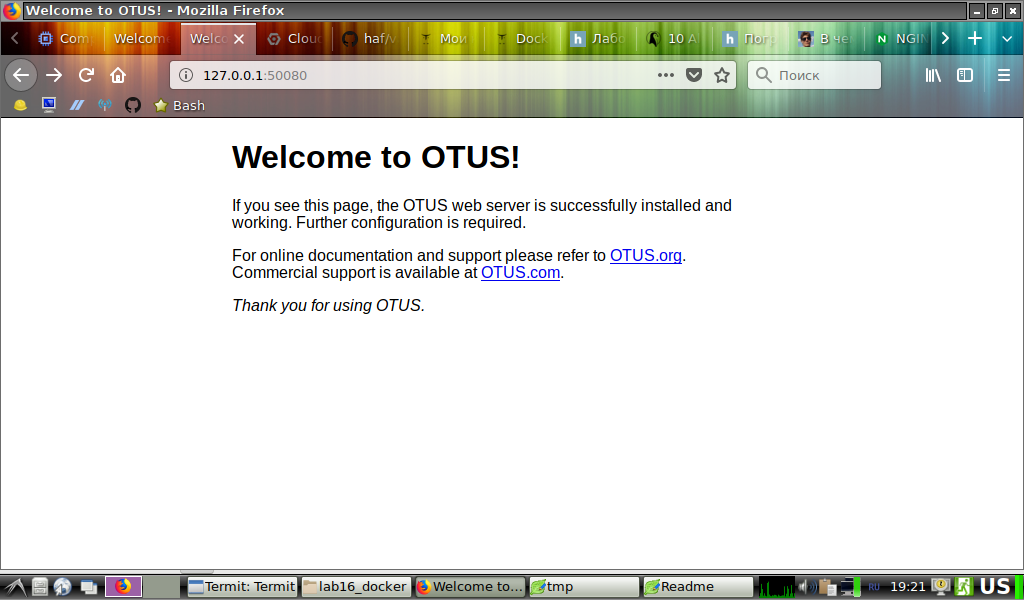 Welcome to OTUS! - Mozilla Firefox
Com Welcome Welco Clou haf/v Мои Dock Лабо 10 А Пог В че NGIN
127.0.0.1:50080 Поиск
Bash
Welcome to OTUS!
If you see this page, the OTUS web server is successfully installed and
working. Further configuration is required.
For online documentation and support please refer to OTUS.org.
Commercial support is available at OTUS.com.
Thank you for using OTUS.
Termit: Termit lab16_docker Welcome to... tmp Readme RU 19:21 US